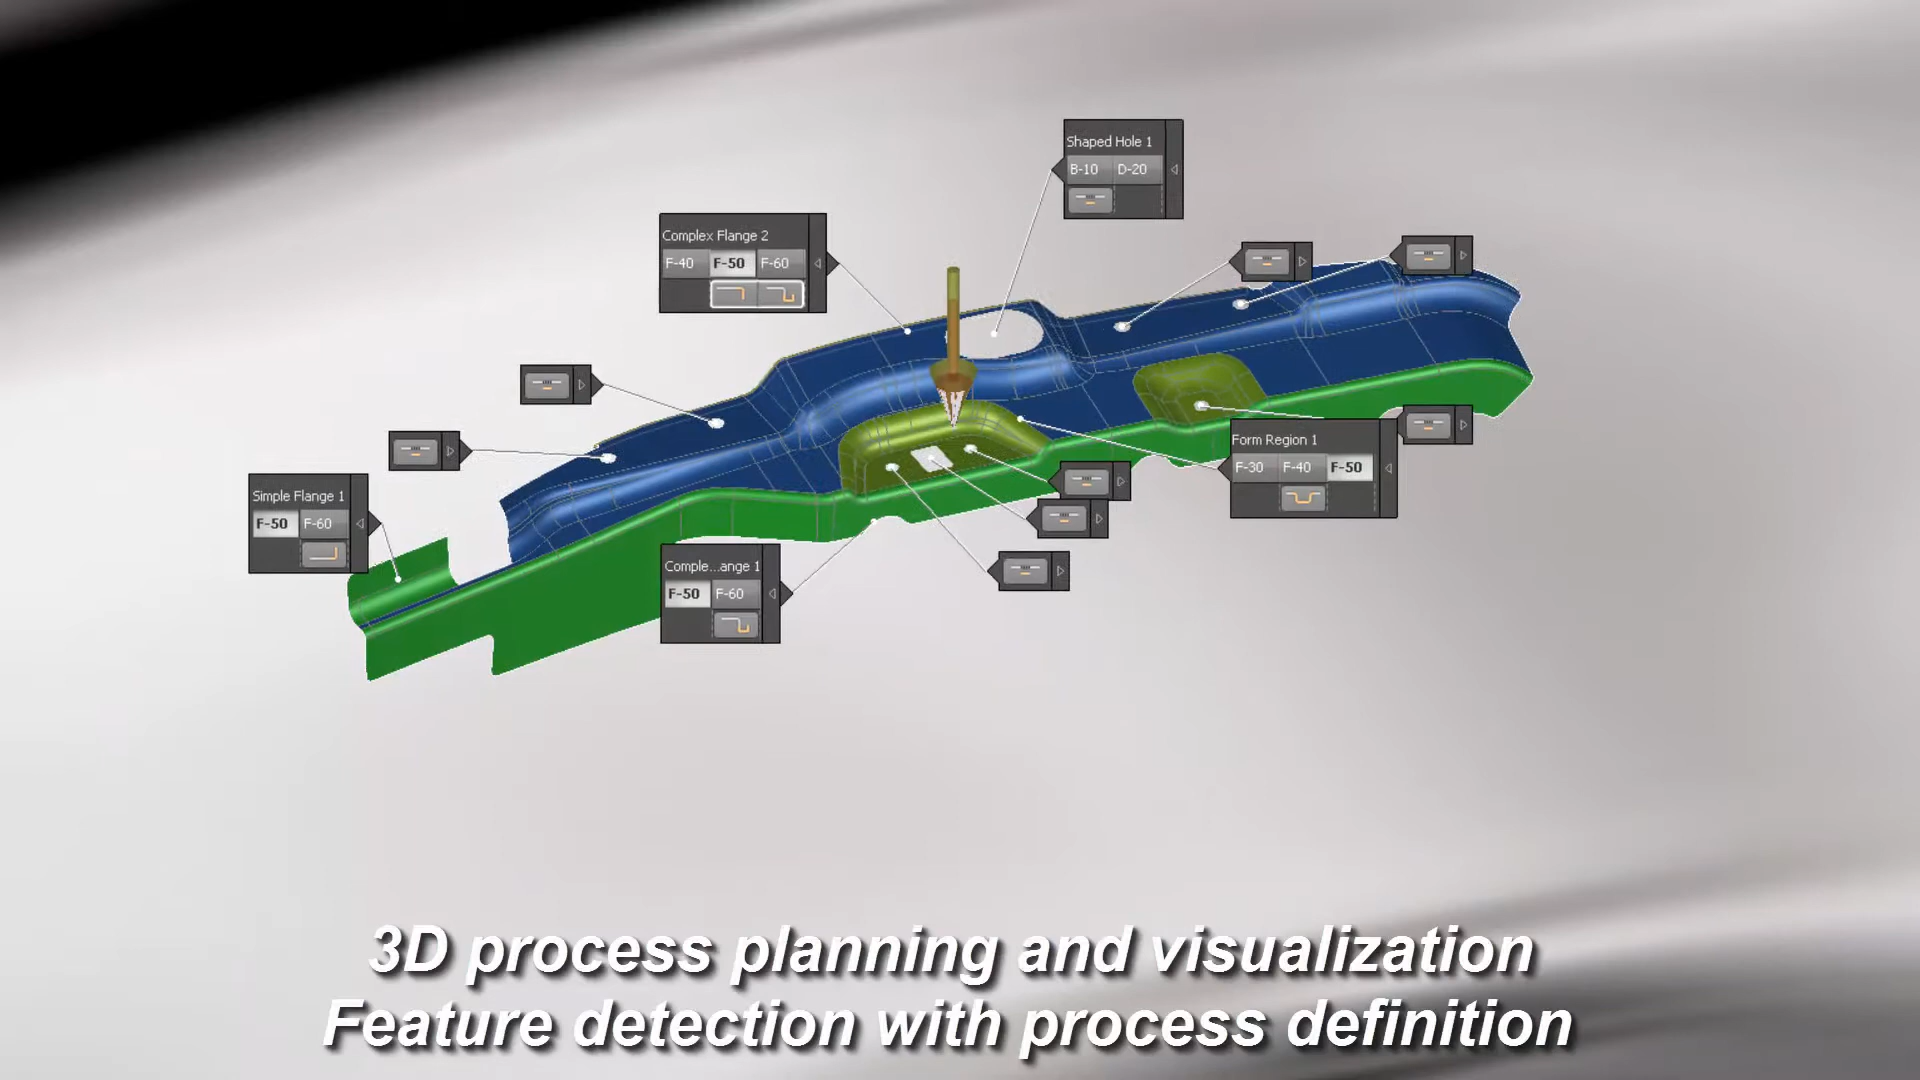 Shaped Hole 1
B-10 D-20
Complex Flange 2
F-40 F-50 F-60
Form Region 1
F-30 F-40 F-50
Simple Flange 1
F-50 F-60
Comple...ange 1
F-50 F-60
3D process planning and visualization
Feature detection with process definition